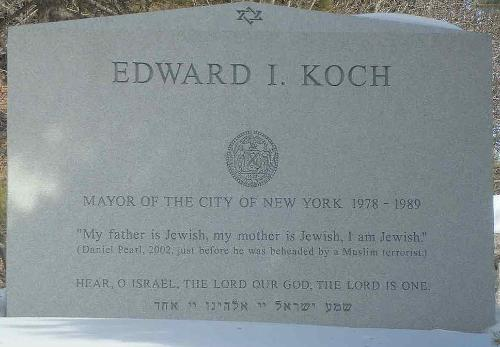 EDWARD I. KOCH
MAYOR OF THE CITY OF NEW YORK 1978 - 1989
"My father is Jewish, my mother is Jewish, I am Jewish."
(Daniel Pearl, 2002, just before he was beheaded by a Muslim terrorist.)
HEAR, O ISRAEL, THE LORD OUR GOD, THE LORD IS ONE.
שמע ישראל יי אלהינו יי אחד